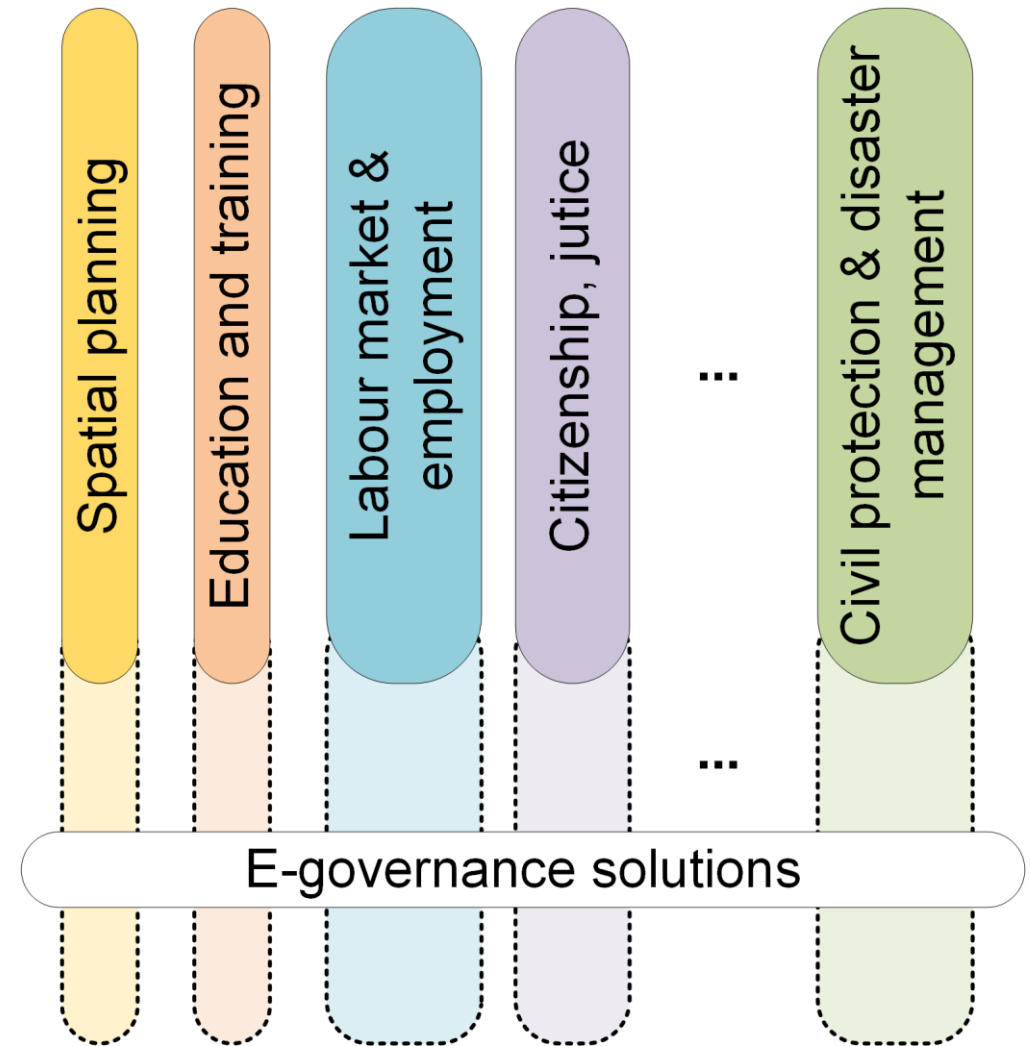 Spatial planning
Education and training
Labour market &
employment
Citizenship, jutice
...
Civil protection & disaster
management
...
E-governance solutions